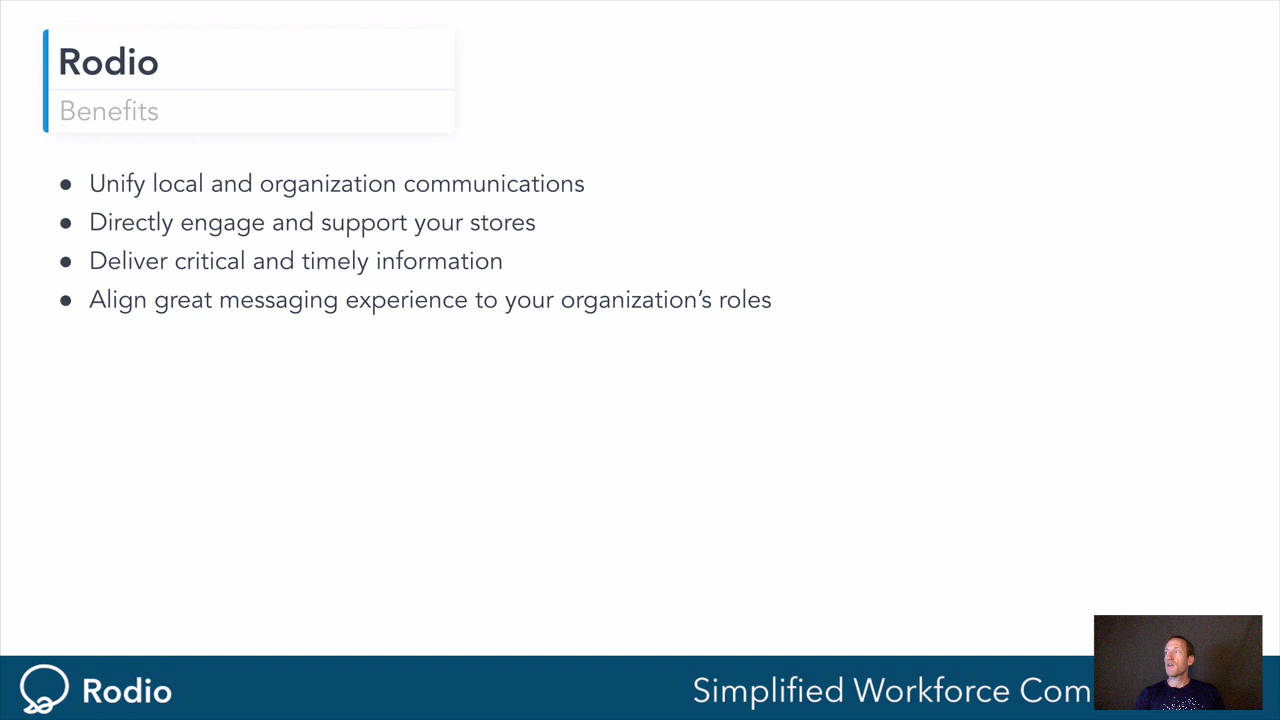 Rodio
Benefits
● Unify local and organization communications
● Directly engage and support your stores
● Deliver critical and timely information
● Align great messaging experience to your organization’s roles
Rodio
Simplified Workforce Com